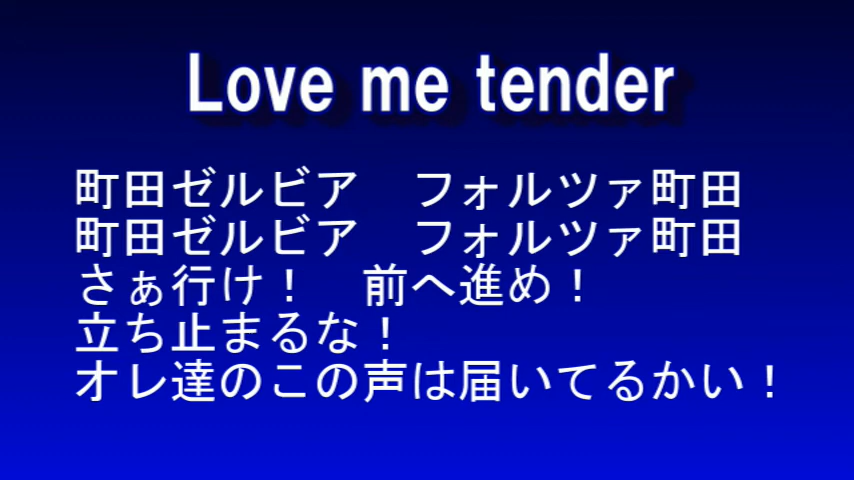 Love me tender
町田ゼルビア　フォルツァ町田
町田ゼルビア　フォルツァ町田
さぁ行け！　前へ進め！
立ち止まるな！
オレ達のこの声は届いてるかい！